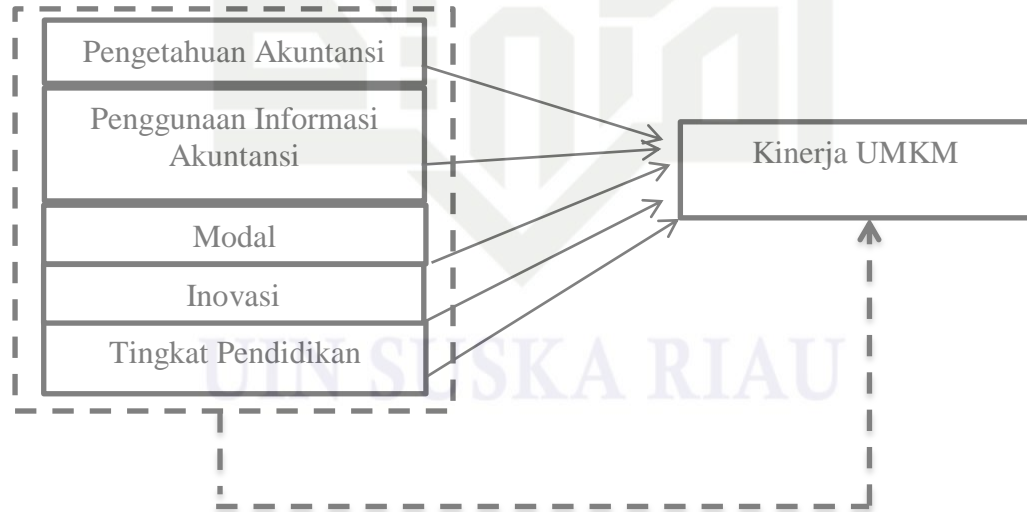 Pengetahuan Akuntansi
Penggunaan Informasi
Akuntansi
Kinerja UMKM
Modal
Inovasi
Tingkat Pendidikan
UIN SUSKA RIAU